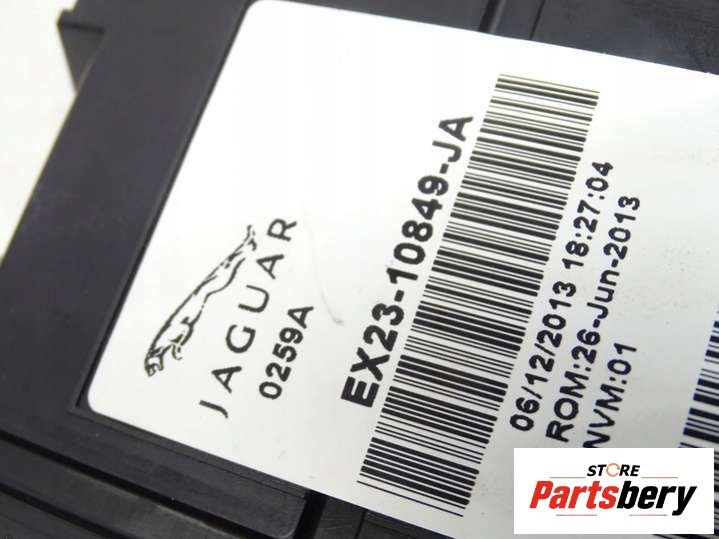 JAGUAR
0259A
EX23-10849-JA
06/12/2013 18:27:04
ROM:26-Jun-2013
NVM:01
STORE
Partsbery